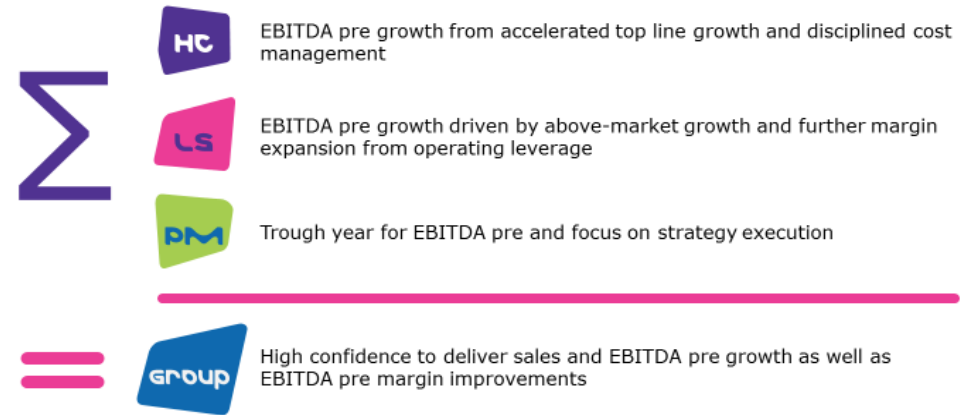 Σ
HC
EBITDA pre growth from accelerated top line growth and disciplined cost
management
LS
EBITDA pre growth driven by above-market growth and further margin
expansion from operating leverage
PM
Trough year for EBITDA pre and focus on strategy execution
=
GROUP
High confidence to deliver sales and EBITDA pre growth as well as
EBITDA pre margin improvements